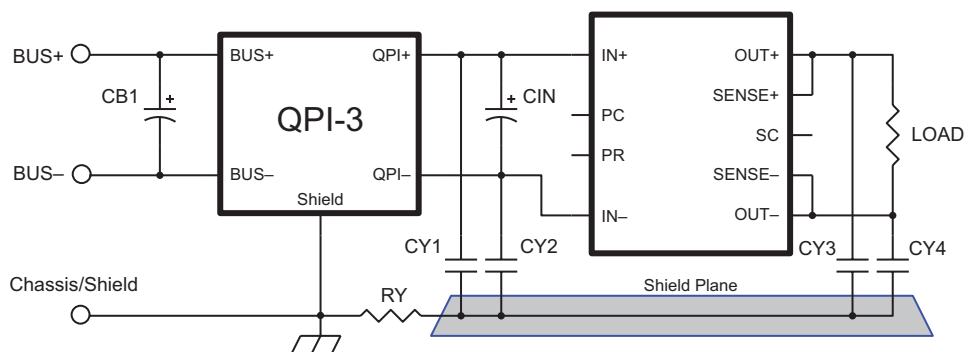 BUS+
BUS+
QPI+
IN+
OUT+
CB1
+
CIN
+
SENSE+
QPI-3
PC
SC
LOAD
PR
BUS–
BUS–
QPI–
SENSE–
Shield
IN–
OUT–
CY1
CY2
CY3
CY4
Chassis/Shield
RY
Shield Plane